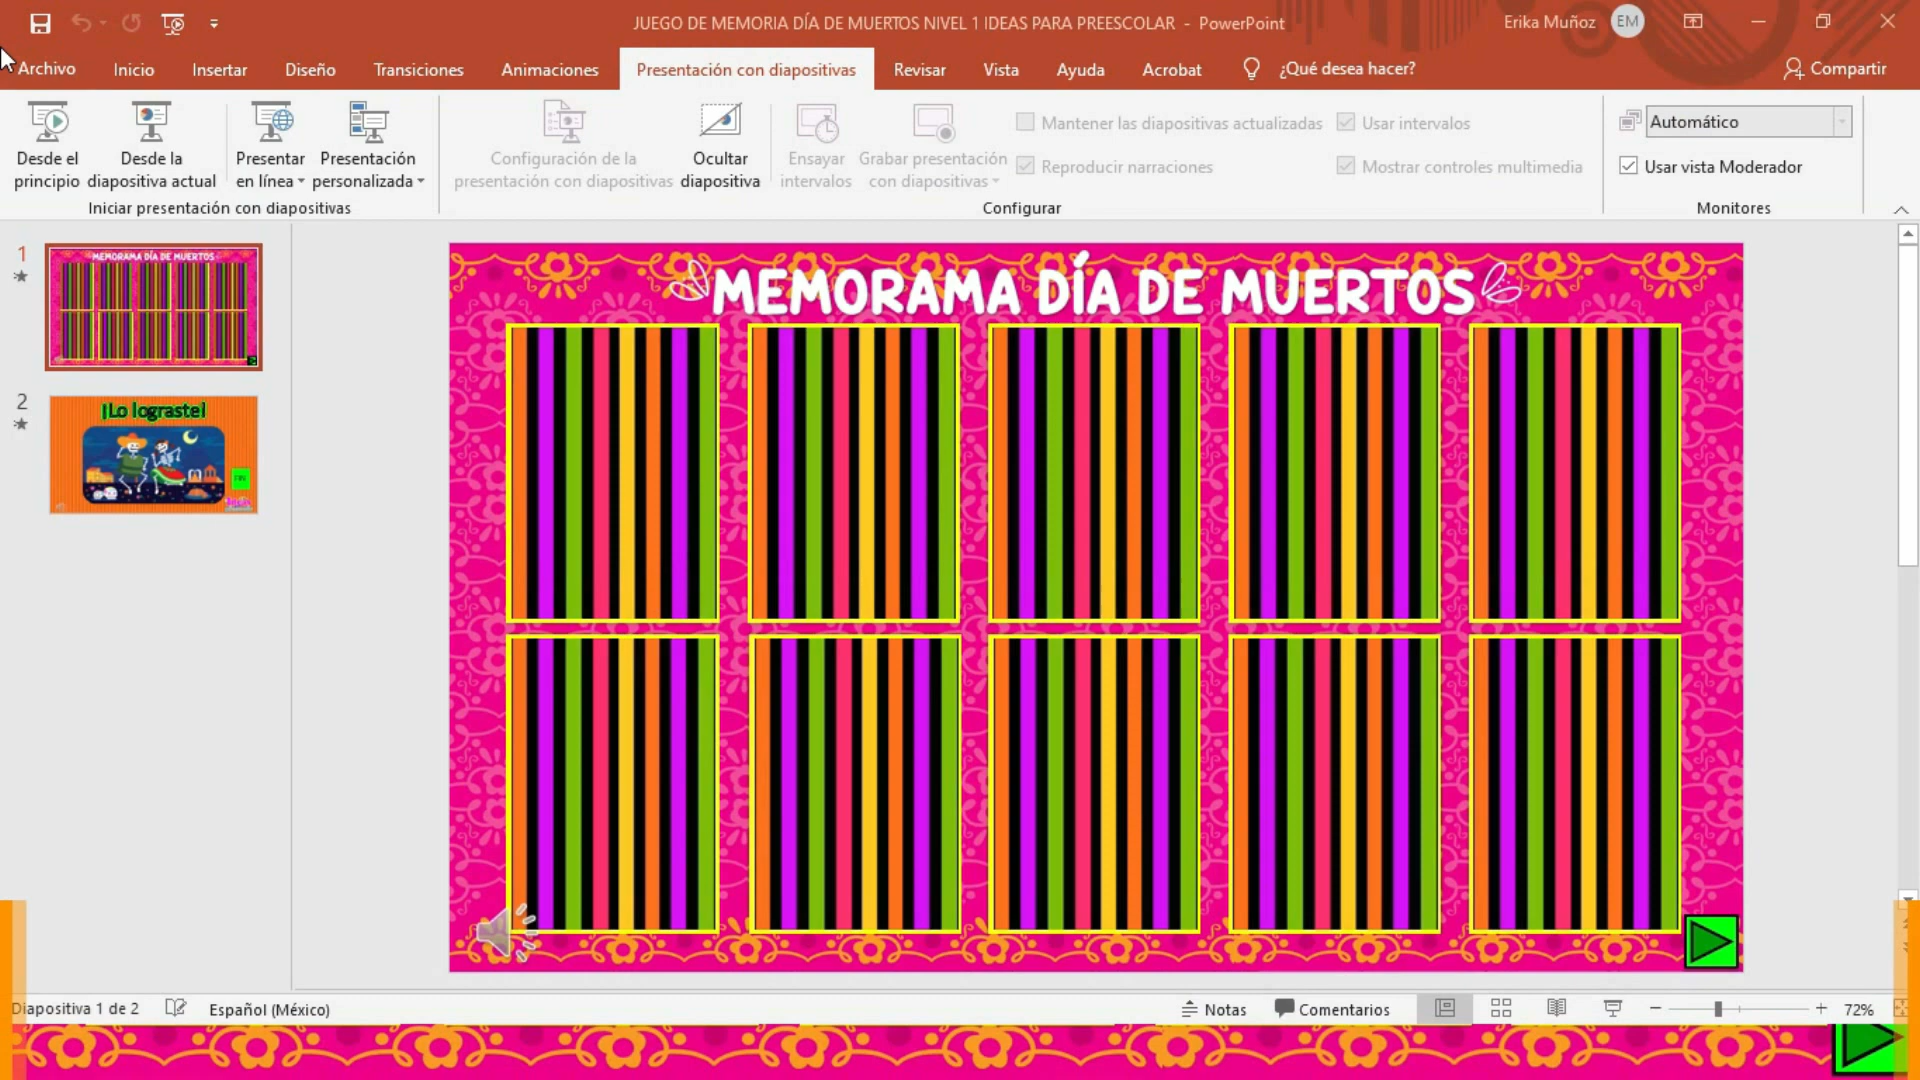 JUEGO DE MEMORIA DÍA DE MUERTOS NIVEL 1 IDEAS PARA PREESCOLAR - PowerPoint
Erika Muñoz EM
Archivo Inicio Insertar Diseño Transiciones Animaciones Presentación con diapositivas Revisar Vista Ayuda Acrobat ¿Qué desea hacer? Compartir
Desde el principio
Desde la diapositiva actual
Presentar en línea
Presentación personalizada
Iniciar presentación con diapositivas
Configuración de la presentación con diapositivas
Ocultar diapositiva
Ensayar intervalos
Grabar presentación con diapositivas
Mantener las diapositivas actualizadas
Reproducir narraciones
Usar intervalos
Mostrar controles multimedia
Configurar
Automático
Usar vista Moderador
Monitores
1
MEMORAMA DÍA DE MUERTOS
2
¡Lo lograste!
MEMORAMA DÍA DE MUERTOS
Diapositiva 1 de 2 Español (México) Notas Comentarios 72%